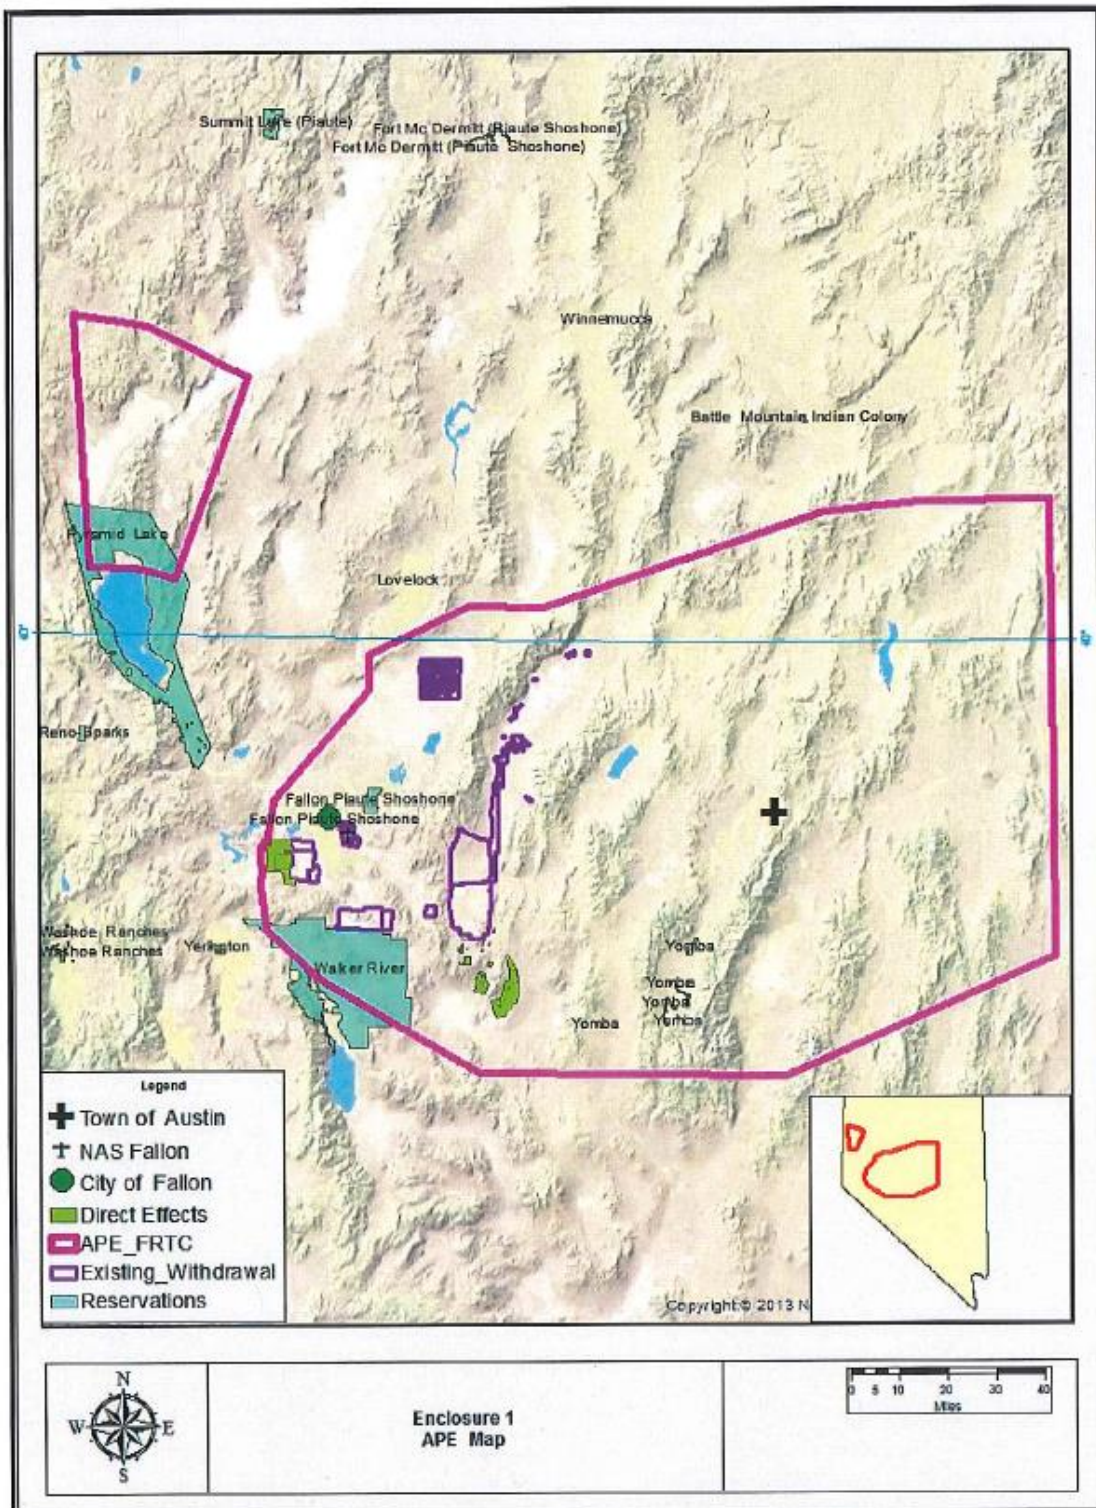 Summit Lake (Piaute)
Fort Mc Dermitt (Piaute Shoshone)
Fort Mc Dermitt (Piaute Shoshone)
Winnemucca
Battle Mountain Indian Colony
Pyramid Lake
Lovelock
40°
40°
Reno-Sparks
Fallon Piaute Shoshone
Fallon Piaute Shoshone
Washoe Ranches
Washoe Ranches
Yerington
Walker River
Yomba
Yomba
Yomba
Yomba
Yomba
Legend
Town of Austin
NAS Fallon
City of Fallon
Direct Effects
APE_FRTC
Existing_Withdrawal
Reservations
Copyright:© 2013 N
N
W E
S
Enclosure 1
APE Map
0 5 10 20 30 40
Miles